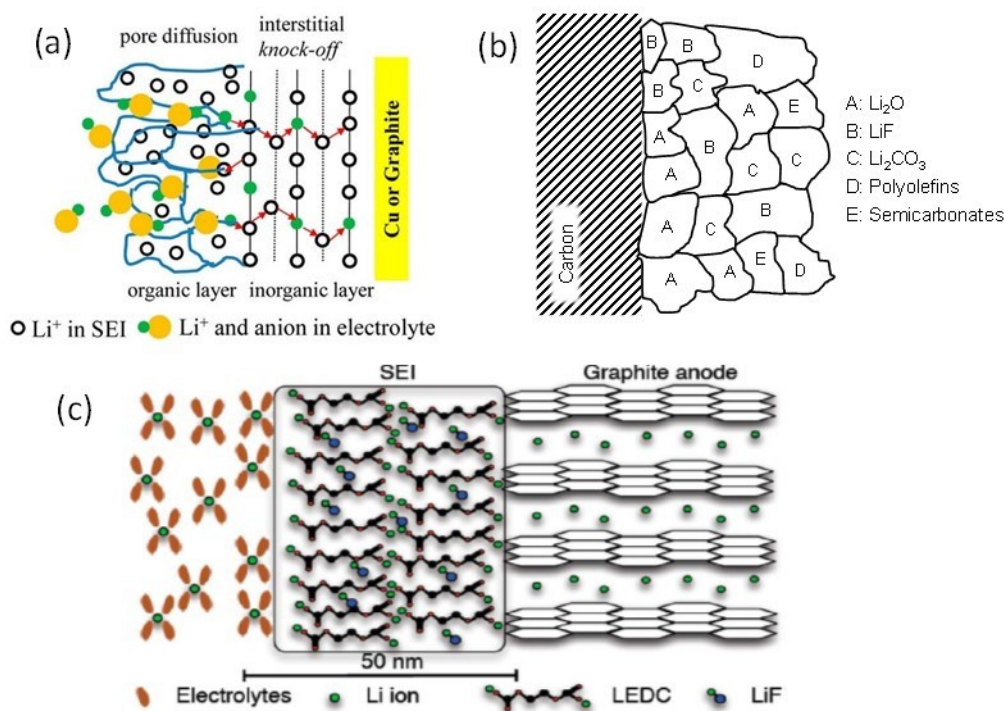 (a)
pore diffusion
interstitial
knock-off
Cu or Graphite
organic layer
inorganic layer
Li⁺ in SEI
Li⁺ and anion in electrolyte
(b)
Carbon
B
B
D
B
C
A
E
A
B
A
C
C
A
C
B
A
A
E
D
A: Li₂O
B: LiF
C: Li₂CO₃
D: Polyolefins
E: Semicarbonates
(c)
SEI
Graphite anode
50 nm
Electrolytes
Li ion
LEDC
LiF